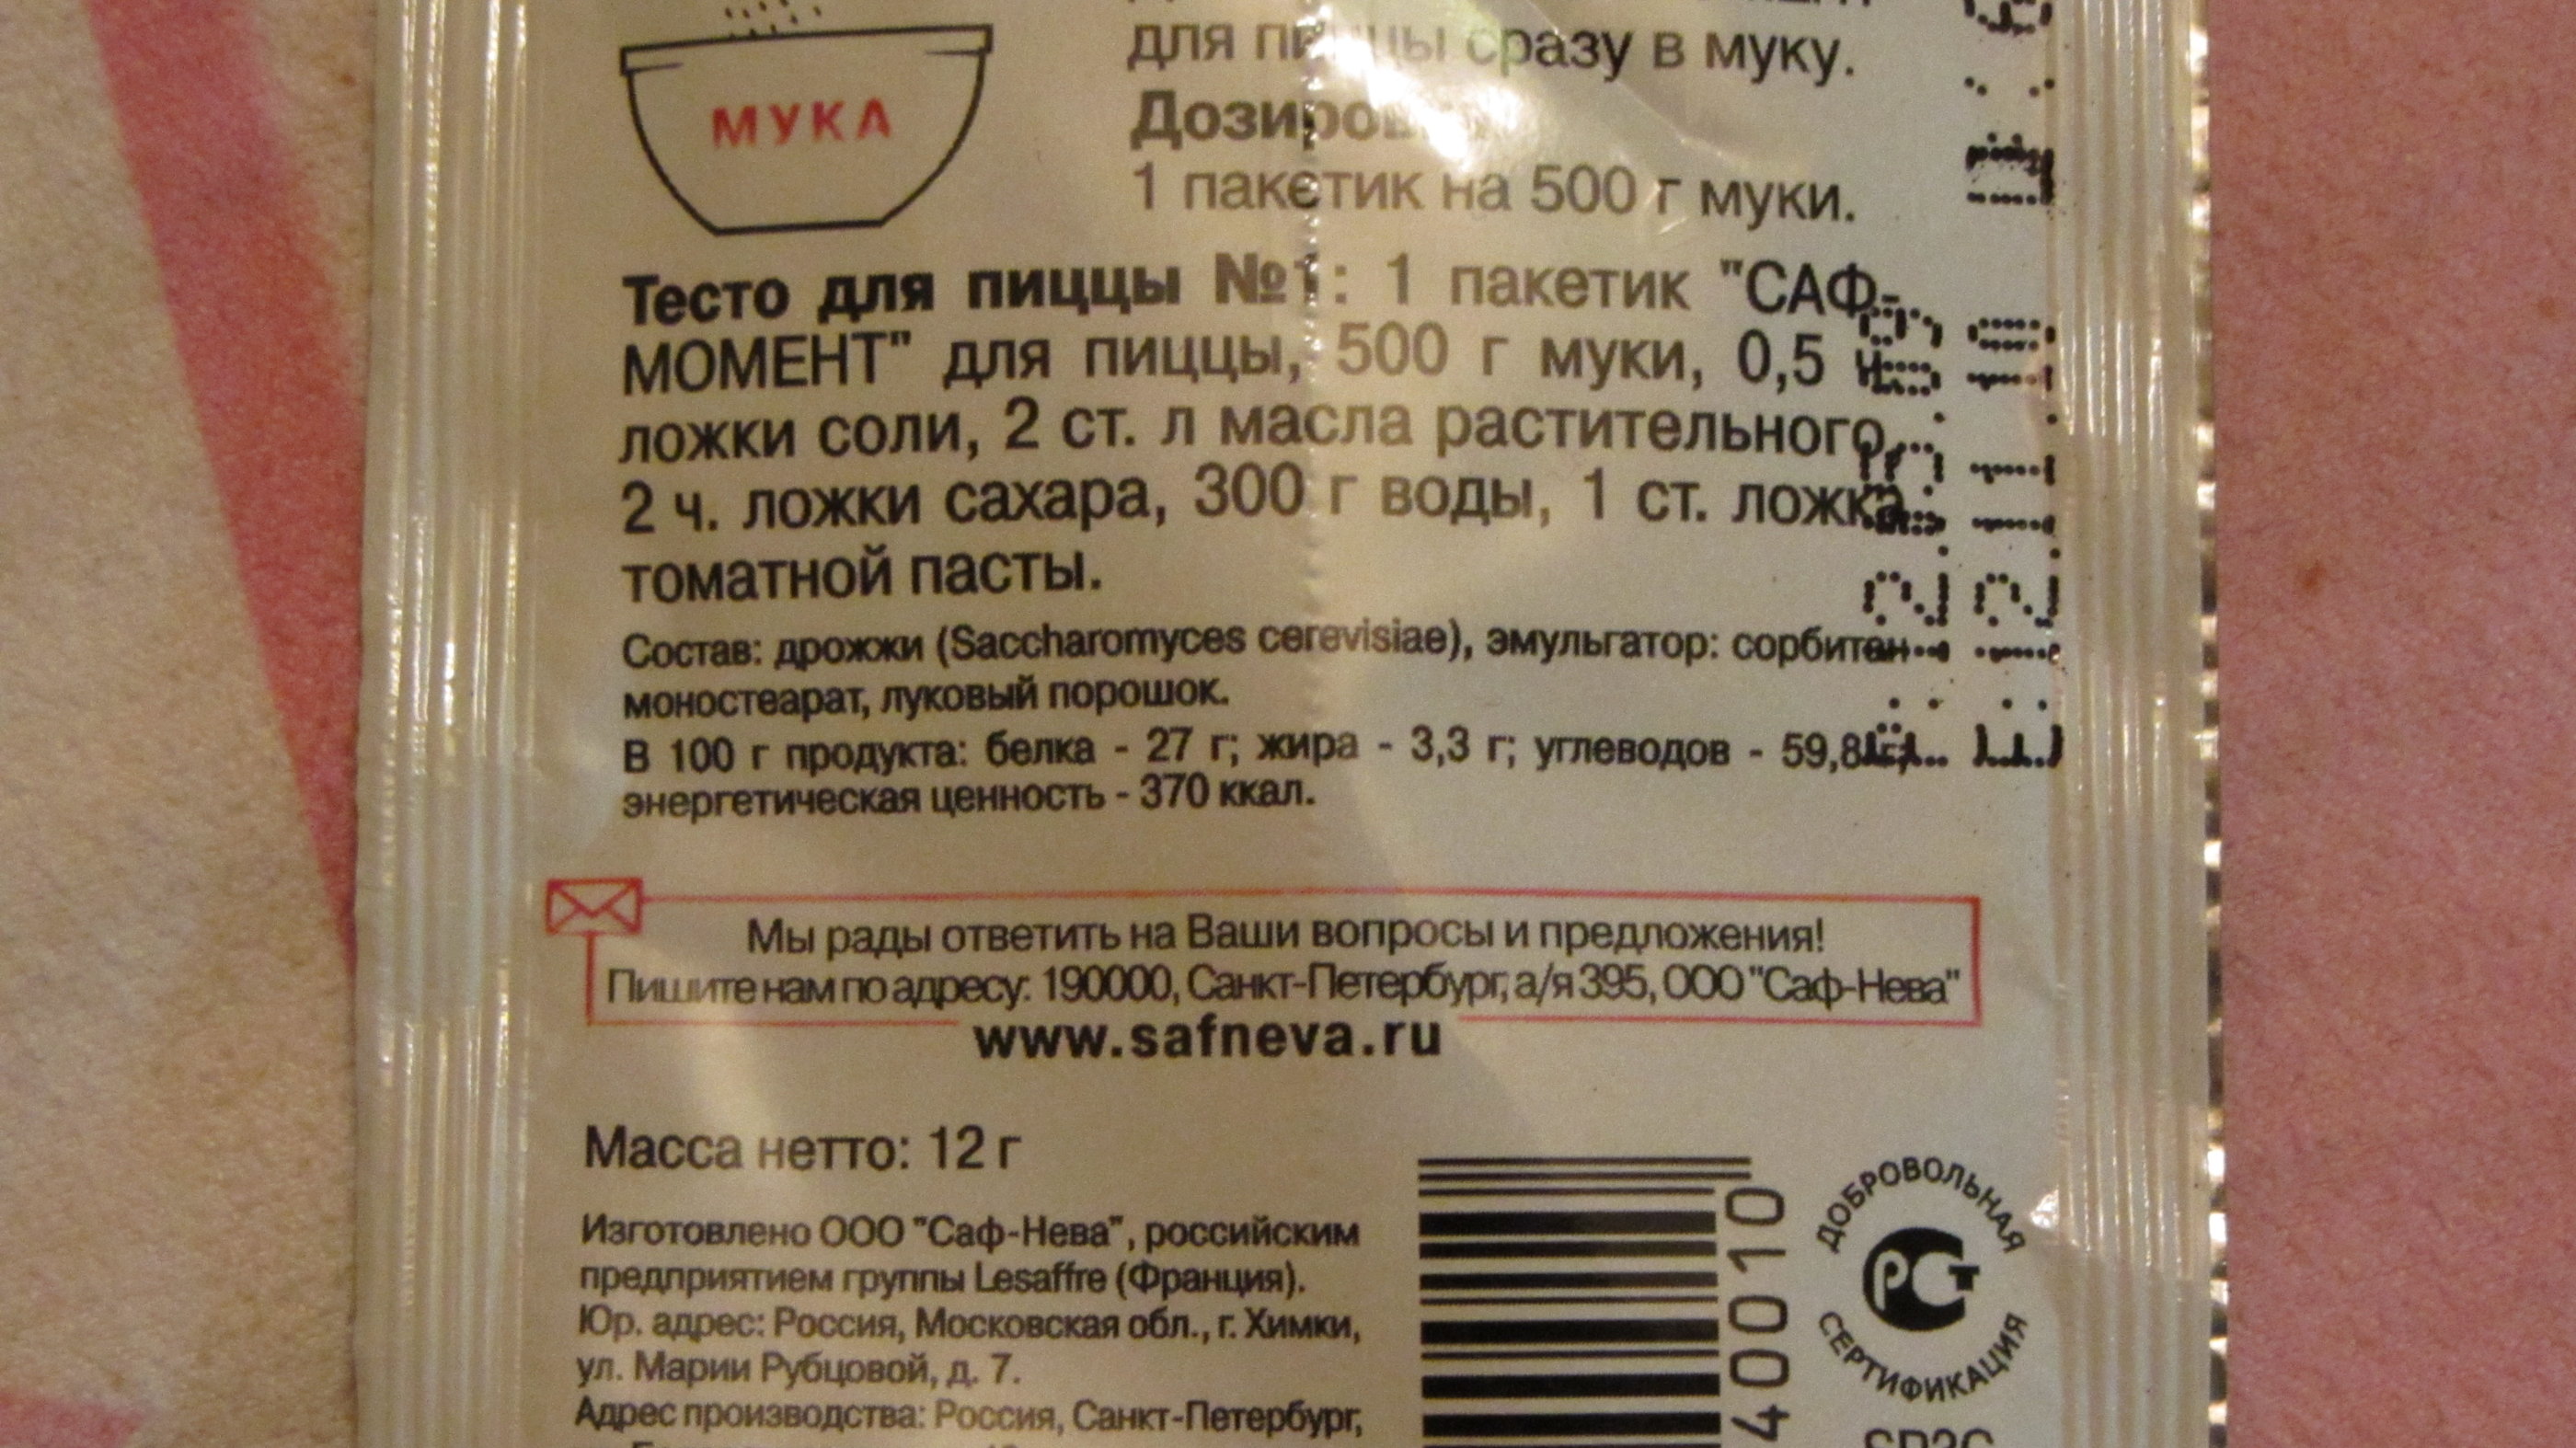 МУКА
для пиццы сразу в муку.
1 пакетик на 500 г муки.
Тесто для пиццы №1: 1 пакетик "САФ-
МОМЕНТ" для пиццы, 500 г муки, 0,5 ч.
ложки соли, 2 ст. л масла растительного,
2 ч. ложки сахара, 300 г воды, 1 ст. ложка
томатной пасты.
Состав: дрожжи (Saccharomyces cerevisiae), эмульгатор: сорбитан
моностеарат, луковый порошок.
В 100 г продукта: белка - 27 г; жира - 3,3 г; углеводов - 59,8 г;
энергетическая ценность - 370 ккал.
Мы рады ответить на Ваши вопросы и предложения!
Пишите нам по адресу: 190000, Санкт-Петербург, а/я 395, ООО "Саф-Нева"
www.safneva.ru
Масса нетто: 12 г
Изготовлено ООО "Саф-Нева", российским
предприятием группы Lesaffre (Франция).
Юр. адрес: Россия, Московская обл., г. Химки,
ул. Марии Рубцовой, д. 7.
Адрес производства: Россия, Санкт-Петербург,
40010
ДОБРОВОЛЬНАЯ
РСТ
СЕРТИФИКАЦИЯ